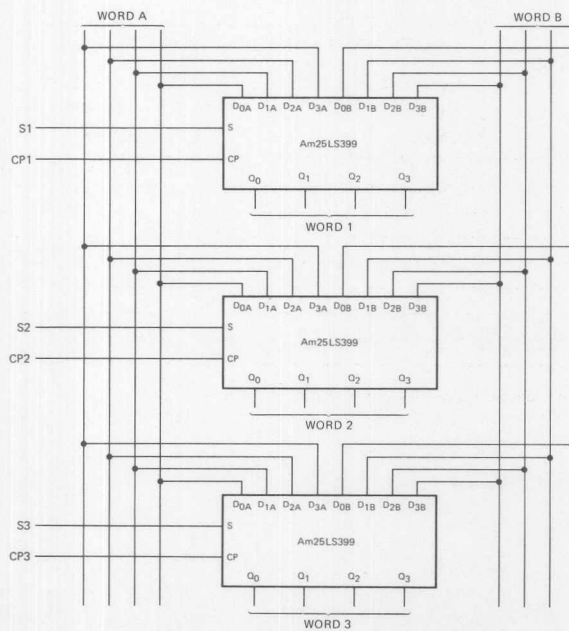 WORD A WORD B
D0A D1A D2A D3A D0B D1B D2B D3B
S1 S
Am25LS399
CP1 CP
Q0 Q1 Q2 Q3
WORD 1
D0A D1A D2A D3A D0B D1B D2B D3B
S2 S
Am25LS399
CP2 CP
Q0 Q1 Q2 Q3
WORD 2
D0A D1A D2A D3A D0B D1B D2B D3B
S3 S
Am25LS399
CP3 CP
Q0 Q1 Q2 Q3
WORD 3